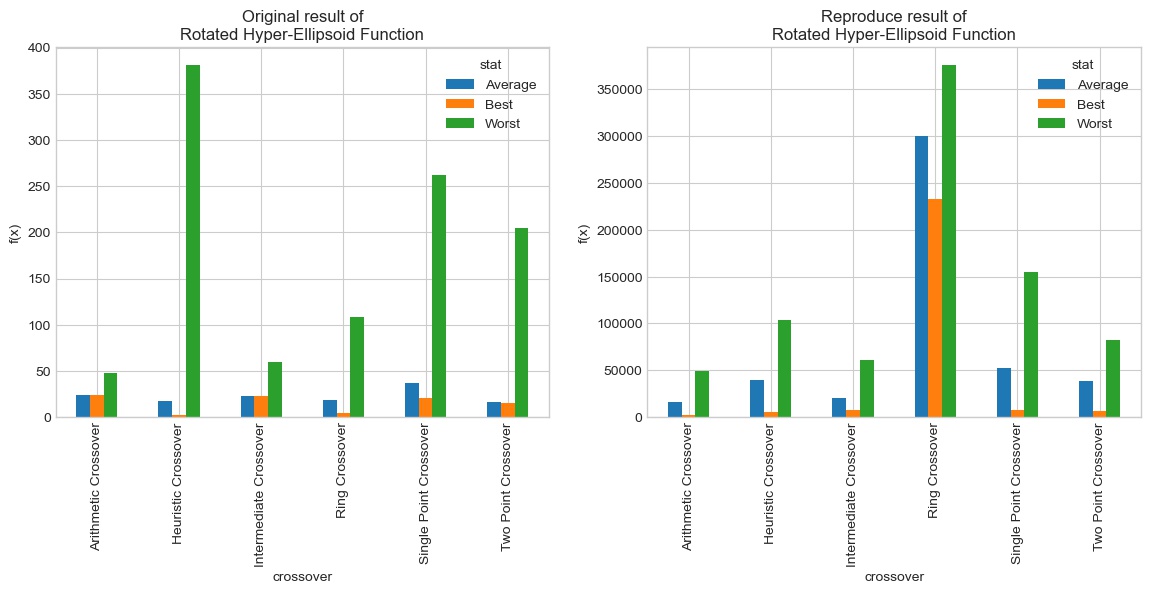 Original result of
Rotated Hyper-Ellipsoid Function
f(x)
400
350
300
250
200
150
100
50
0
stat
Average
Best
Worst
Arithmetic Crossover
Heuristic Crossover
Intermediate Crossover
Ring Crossover
Single Point Crossover
Two Point Crossover
crossover
Reproduce result of
Rotated Hyper-Ellipsoid Function
f(x)
350000
300000
250000
200000
150000
100000
50000
0
stat
Average
Best
Worst
Arithmetic Crossover
Heuristic Crossover
Intermediate Crossover
Ring Crossover
Single Point Crossover
Two Point Crossover
crossover